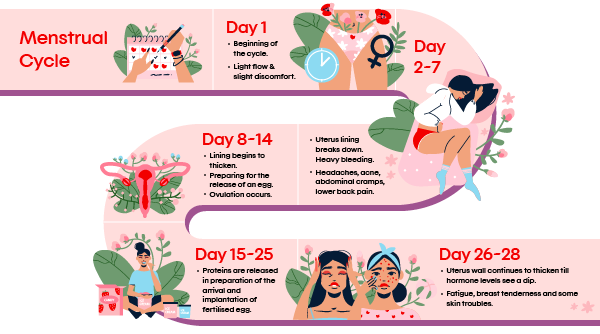 Menstrual
Cycle
Day 1
• Beginning of
the cycle.
• Light flow &
slight discomfort.
Day
2-7
• Uterus lining
breaks down.
Heavy bleeding.
• Headaches, acne,
abdominal cramps,
lower back pain.
Day 8-14
• Lining begins to
thicken.
• Preparing for the
release of an egg.
• Ovulation occurs.
Day 15-25
• Proteins are released
in preparation of the
arrival and
implantation of
fertilised egg.
Day 26-28
• Uterus wall continues to thicken till
hormone levels see a dip.
• Fatigue, breast tenderness and some
skin troubles.